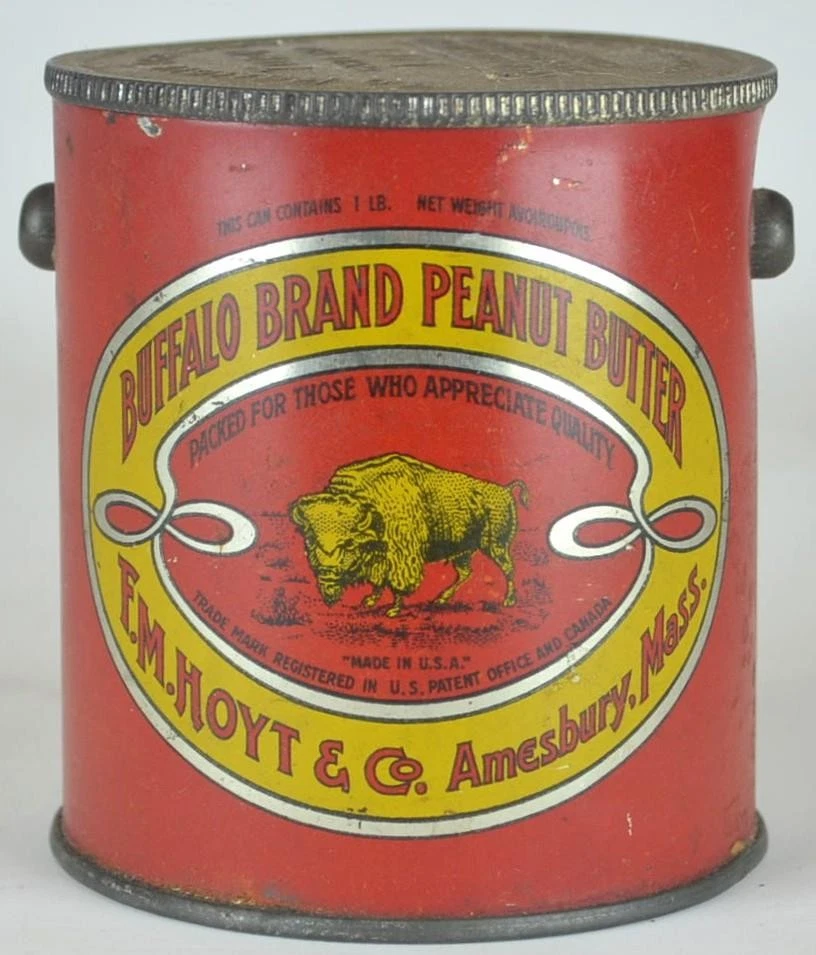 THIS CAN CONTAINS 1 LB. NET WEIGHT AVOIRDUPOIS
BUFFALO BRAND PEANUT BUTTER
PACKED FOR THOSE WHO APPRECIATE QUALITY
"MADE IN U.S.A."
TRADE MARK REGISTERED IN U.S. PATENT OFFICE AND CANADA
F.M. HOYT & Co. Amesbury, Mass.